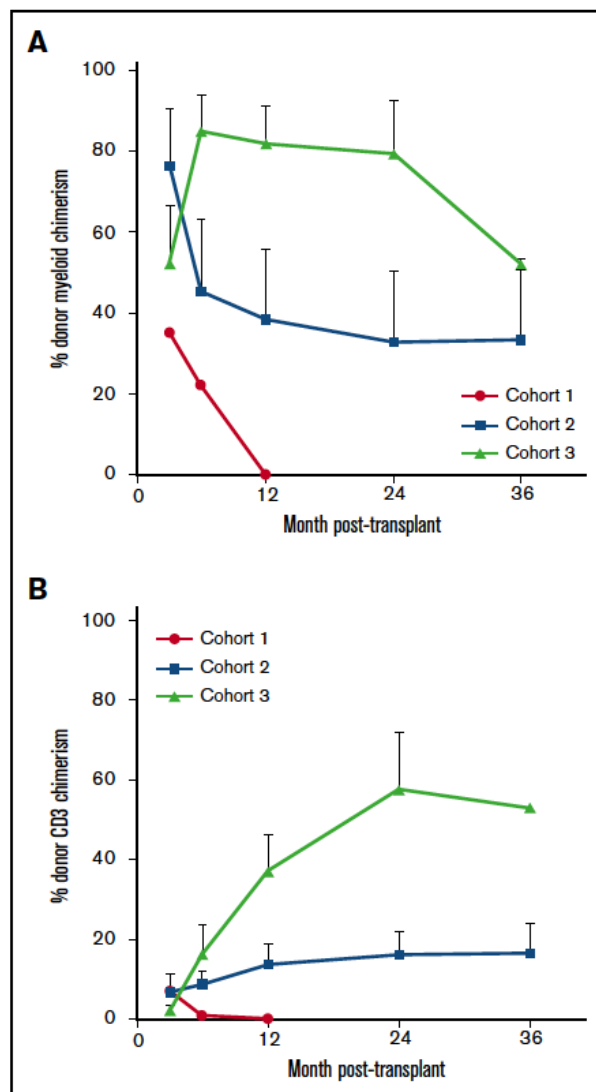 A
100
80
60
40
20
0
% donor myeloid chimerism
Cohort 1
Cohort 2
Cohort 3
0 12 24 36
Month post-transplant
B
100
80
60
40
20
0
% donor CD3 chimerism
Cohort 1
Cohort 2
Cohort 3
0 12 24 36
Month post-transplant